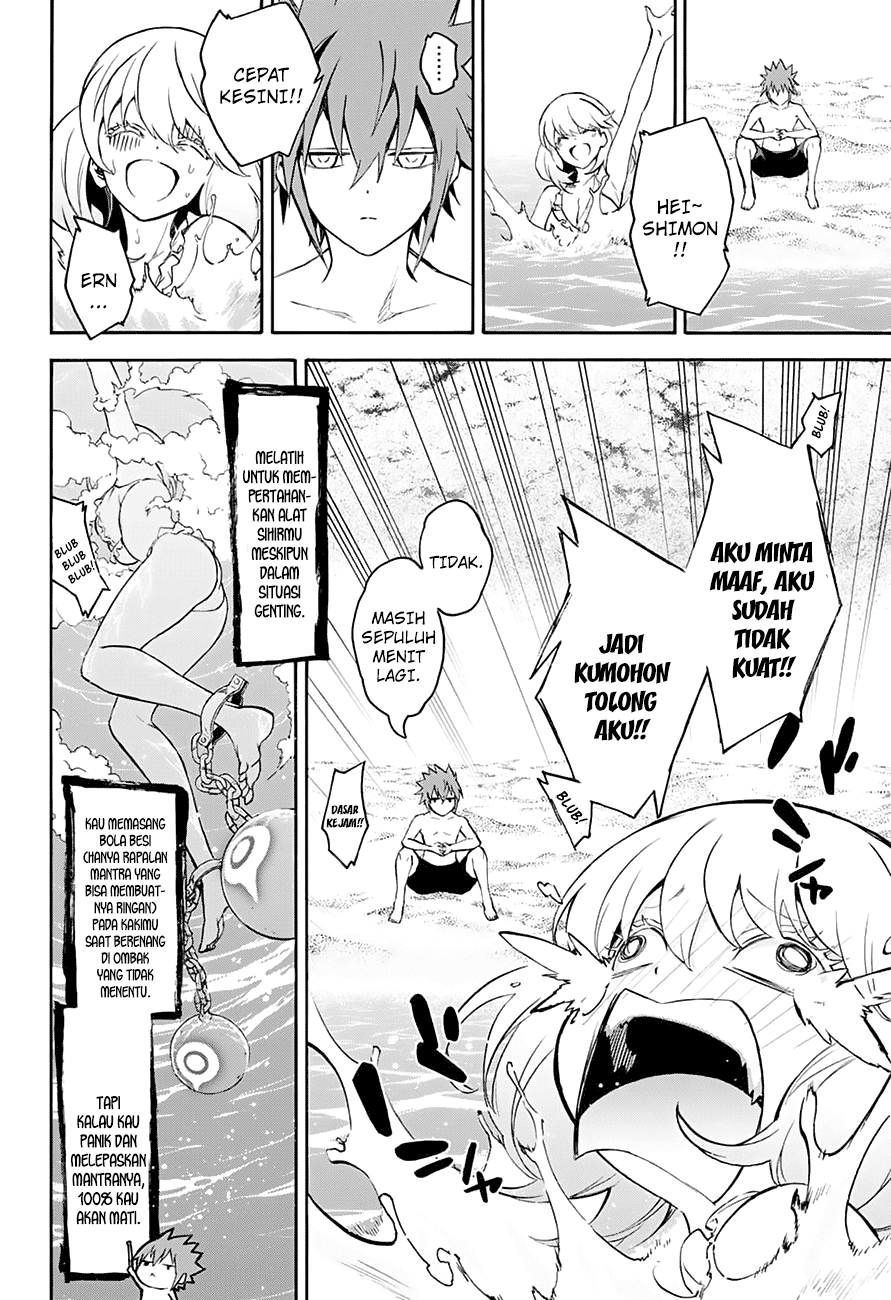 HEI~
SHIMON
!!
......
CEPAT
KESINI!!
ERN
...
BLUB!
AKU MINTA
MAAF, AKU
SUDAH
TIDAK
KUAT!!
JADI
KUMOHON
TOLONG
AKU!!
BLUB!
TIDAK.
MASIH
SEPULUH
MENIT
LAGI.
DASAR
KEJAM!!
MELATIH
UNTUK MEM-
PERTAHAN-
KAN ALAT
SIHIRMU
MESKIPUN
DALAM
SITUASI
GENTING.
BLUB
BLUB
BLUB!
KAU MEMASANG
BOLA BESI
(HANYA RAPALAN
MANTRA YANG
BISA MEMBUAT-
NYA RINGAN)
PADA KAKIMU
SAAT BERENANG
DI OMBAK
YANG TIDAK
MENENTU.
TAPI
KALAU KAU
PANIK DAN
MELEPASKAN
MANTRANYA,
100% KAU
AKAN MATI.